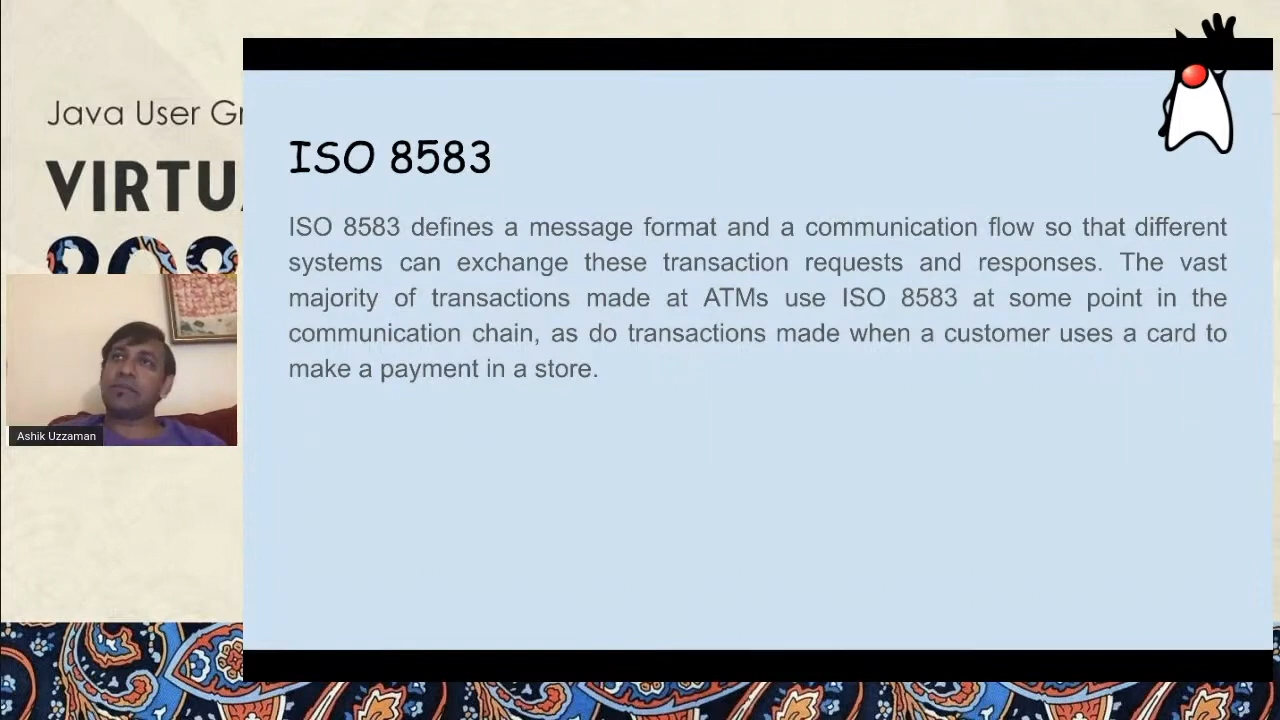 Java User Gr
VIRTU
ISO 8583
ISO 8583 defines a message format and a communication flow so that different
systems can exchange these transaction requests and responses. The vast
majority of transactions made at ATMs use ISO 8583 at some point in the
communication chain, as do transactions made when a customer uses a card to
make a payment in a store.
Ashik Uzzaman